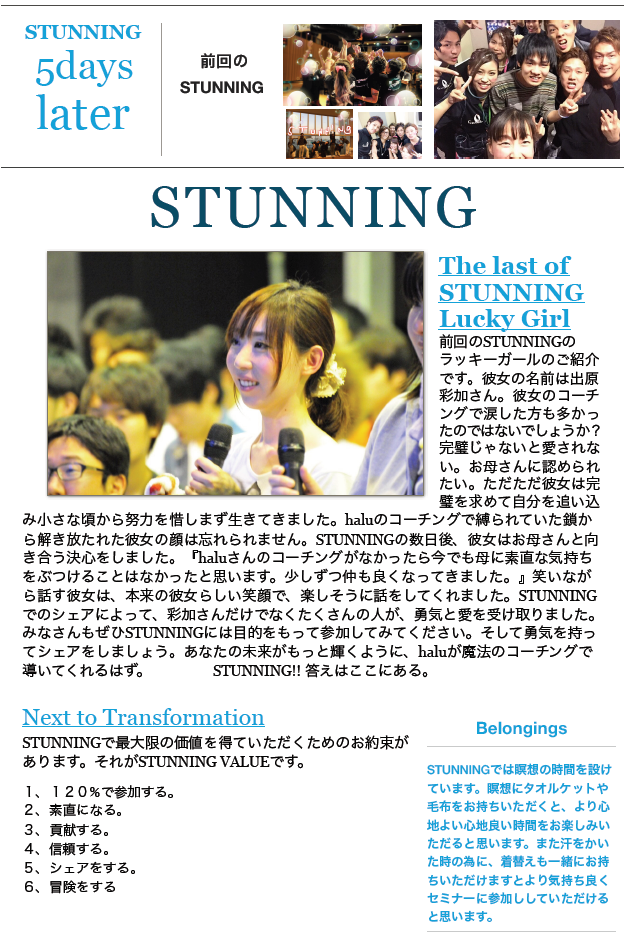 STUNNING
5days
later
前回の
STUNNING
STUNNING
The last of
STUNNING
Lucky Girl
前回のSTUNNINGの
ラッキーガールのご紹介
です。彼女の名前は出原
彩加さん。彼女のコーチ
ングで涙した方も多かっ
たのではないでしょうか？
完璧じゃないと愛されな
い。お母さんに認められ
たい。ただただ彼女は完
璧を求めて自分を追い込
み小さな頃から努力を惜しまず生きてきました。haluのコーチングで縛られていた鎖か
ら解き放たれた彼女の顔は忘れられません。STUNNINGの数日後、彼女はお母さんと向
き合う決心をしました。『haluさんのコーチングがなかったら今でも母に素直な気持ち
をぶつけることはなかったと思います。少しずつ仲も良くなってきました。』笑いなが
ら話す彼女は、本来の彼女らしい笑顔で、楽しそうに話をしてくれました。STUNNING
でのシェアによって、彩加さんだけでなくたくさんの人が、勇気と愛を受け取りました。
みなさんもぜひSTUNNINGには目的をもって参加してみてください。そして勇気を持っ
てシェアをしましょう。あなたの未来がもっと輝くように、haluが魔法のコーチングで
導いてくれるはず。 STUNNING!! 答えはここにある。
Next to Transformation
STUNNINGで最大限の価値を得ていただくためのお約束が
あります。それがSTUNNING VALUEです。
１、１２０％で参加する。
２、素直になる。
３、貢献する。
４、信頼する。
５、シェアをする。
６、冒険をする
Belongings
STUNNINGでは瞑想の時間を設け
ています。瞑想にタオルケットや
毛布をお持ちいただくと、より心
地よい心地良い時間をお楽しみい
ただると思います。また汗をかい
た時の為に、着替えも一緒にお持
ちいただけますとより気持ち良く
セミナーに参加ししていただける
と思います。